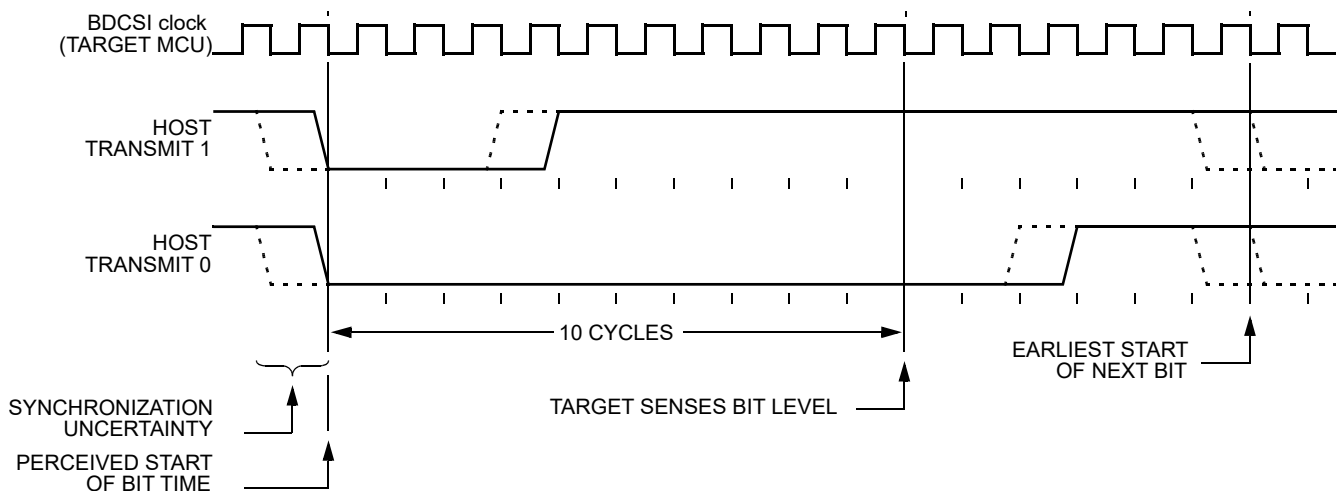 BDCSI clock
(TARGET MCU)
HOST
TRANSMIT 1
HOST
TRANSMIT 0
10 CYCLES
EARLIEST START
OF NEXT BIT
TARGET SENSES BIT LEVEL
SYNCHRONIZATION
UNCERTAINTY
PERCEIVED START
OF BIT TIME